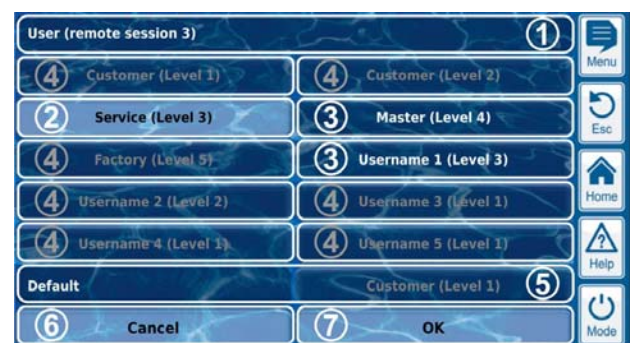 User (remote session 3) 1
Menu
4 Customer (Level 1) 4 Customer (Level 2)
2 Service (Level 3) 3 Master (Level 4)
Esc
4 Factory (Level 5) 3 Username 1 (Level 3)
Home
4 Username 2 (Level 2) 4 Username 3 (Level 1)
4 Username 4 (Level 1) 4 Username 5 (Level 1)
?
Help
Default Customer (Level 1) 5
6 Cancel 7 OK
Mode